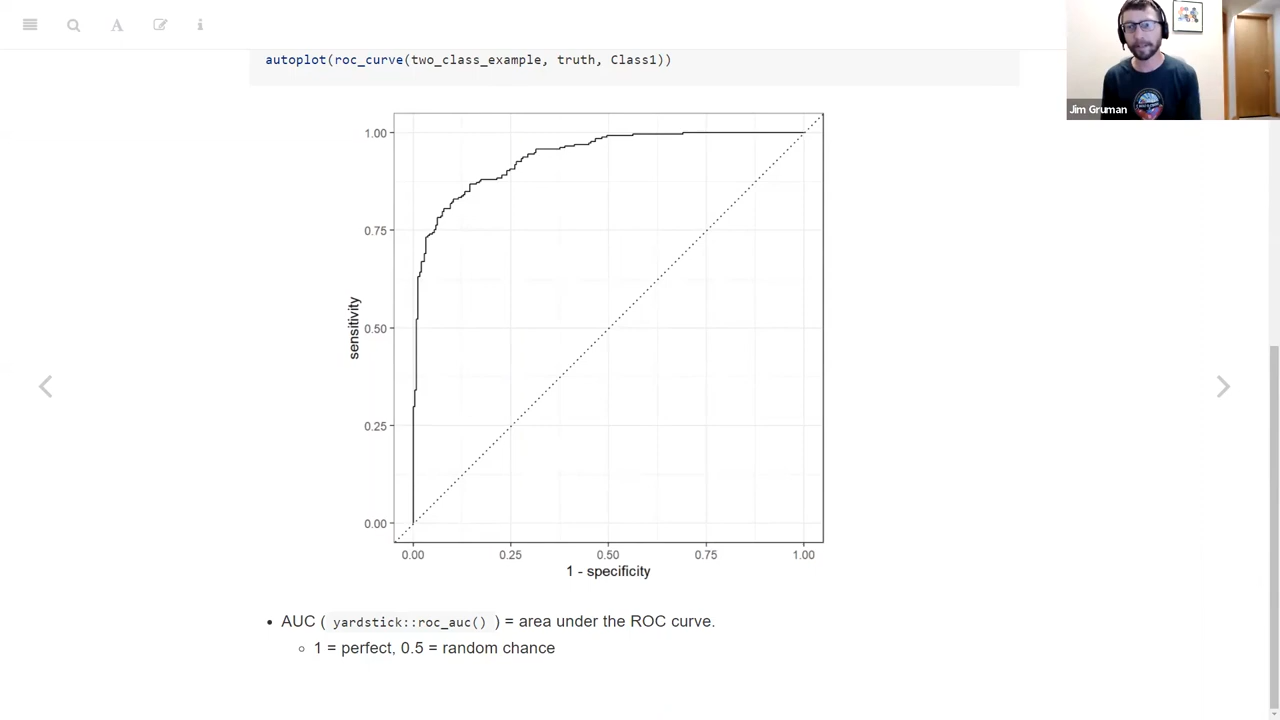 autoplot(roc_curve(two_class_example, truth, Class1))
Jim Gruman
1.00
0.75
0.50
0.25
0.00
sensitivity
0.00 0.25 0.50 0.75 1.00
1 - specificity
• AUC ( yardstick::roc_auc() ) = area under the ROC curve.
○ 1 = perfect, 0.5 = random chance